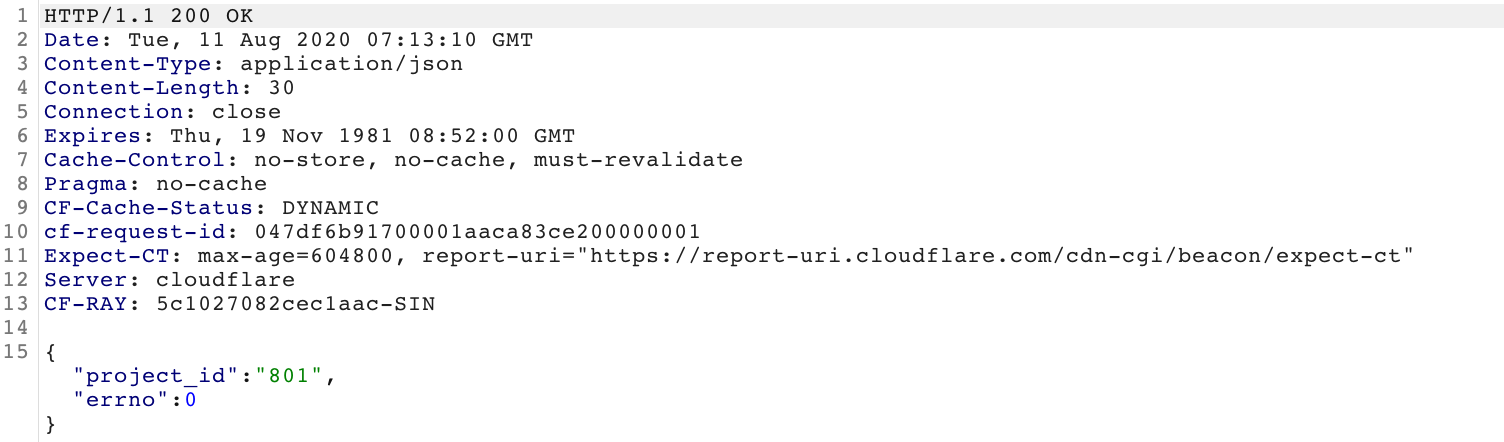 1 HTTP/1.1 200 OK
2 Date: Tue, 11 Aug 2020 07:13:10 GMT
3 Content-Type: application/json
4 Content-Length: 30
5 Connection: close
6 Expires: Thu, 19 Nov 1981 08:52:00 GMT
7 Cache-Control: no-store, no-cache, must-revalidate
8 Pragma: no-cache
9 CF-Cache-Status: DYNAMIC
10 cf-request-id: 047df6b91700001aaca83ce200000001
11 Expect-CT: max-age=604800, report-uri="https://report-uri.cloudflare.com/cdn-cgi/beacon/expect-ct"
12 Server: cloudflare
13 CF-RAY: 5c1027082cec1aac-SIN
14
15 {
"project_id":"801",
"errno":0
}